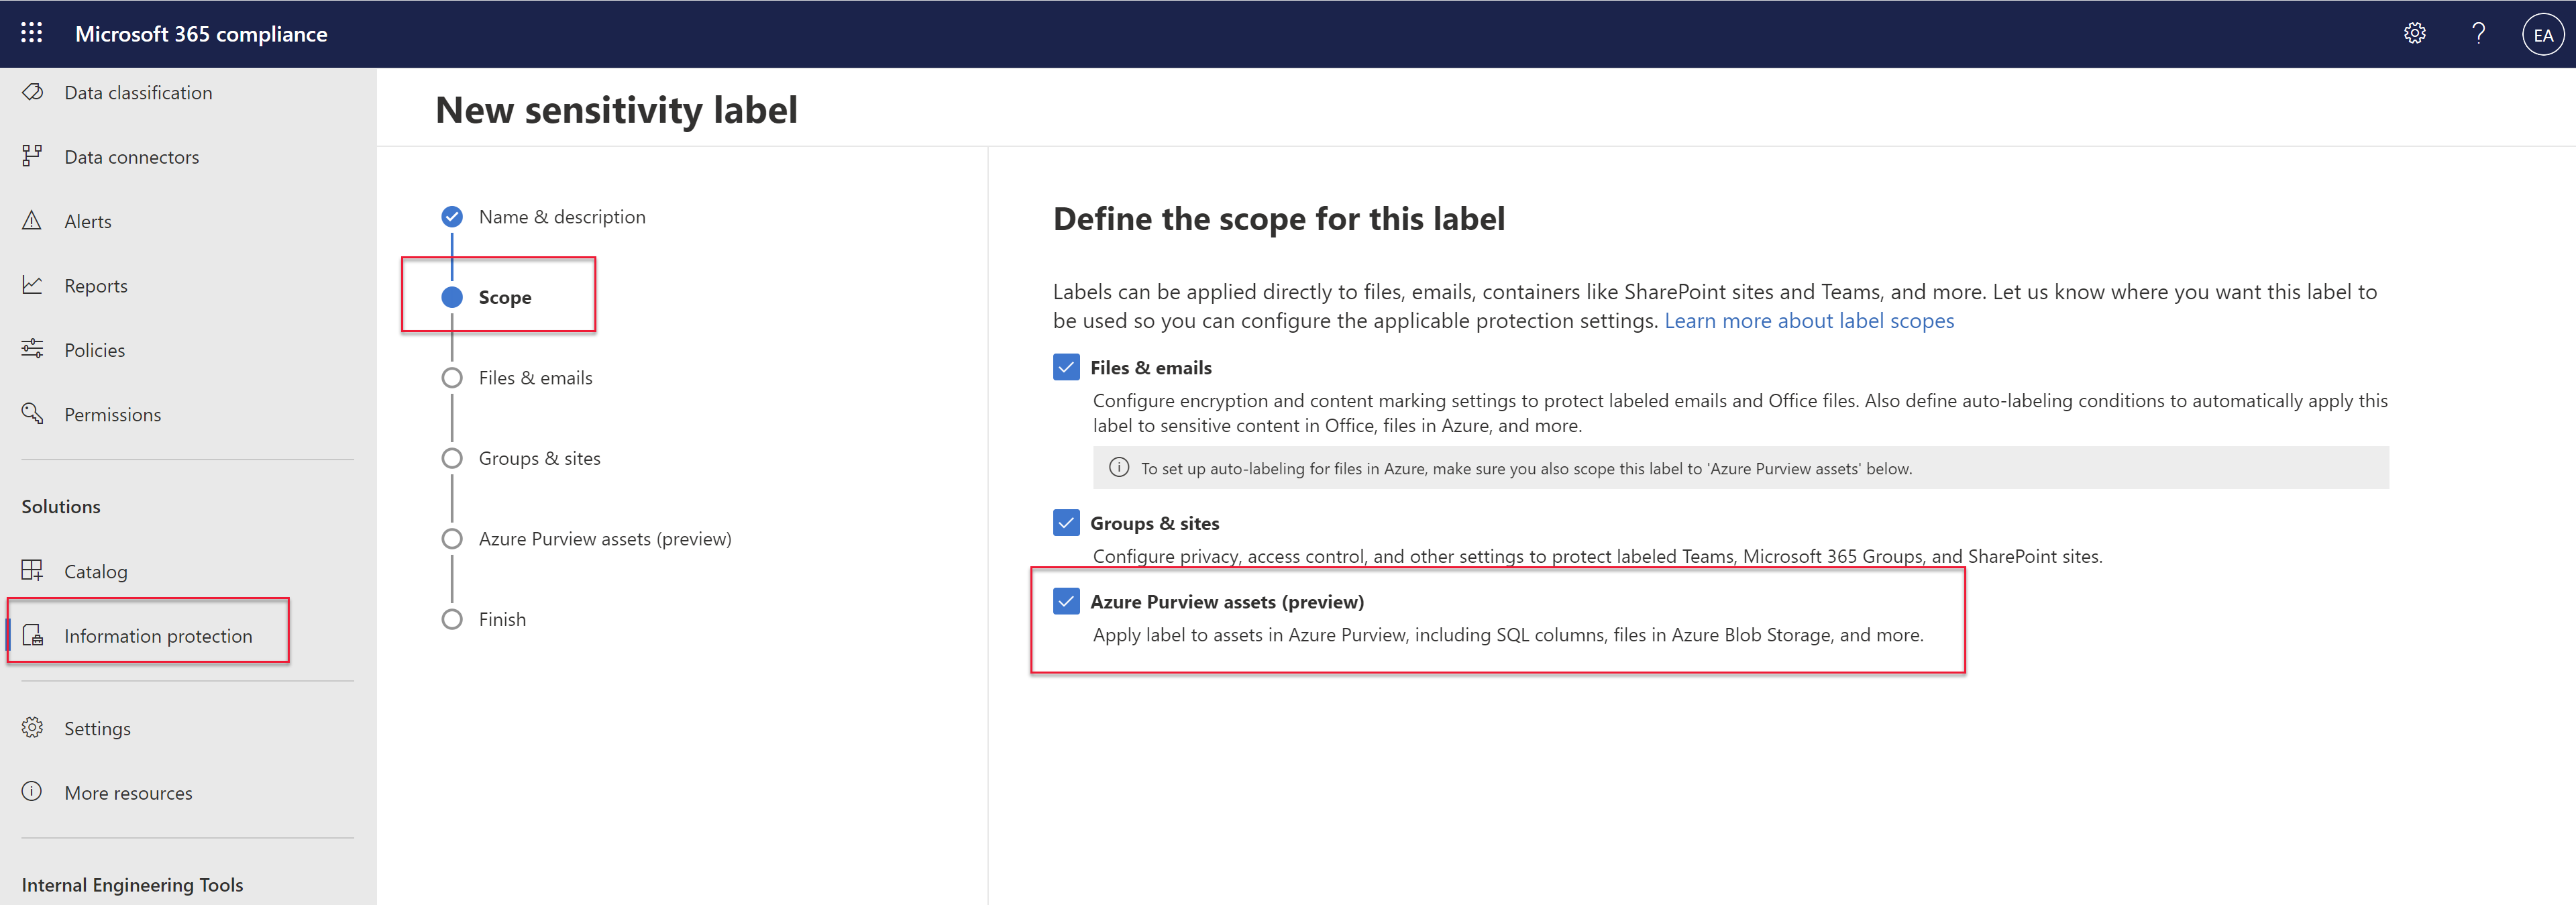 Microsoft 365 compliance
?
EA
Data classification
Data connectors
Alerts
Reports
Policies
Permissions
Solutions
Catalog
Information protection
Settings
More resources
Internal Engineering Tools
New sensitivity label
Name & description
Scope
Files & emails
Groups & sites
Azure Purview assets (preview)
Finish
Define the scope for this label
Labels can be applied directly to files, emails, containers like SharePoint sites and Teams, and more. Let us know where you want this label to
be used so you can configure the applicable protection settings. Learn more about label scopes
Files & emails
Configure encryption and content marking settings to protect labeled emails and Office files. Also define auto-labeling conditions to automatically apply this
label to sensitive content in Office, files in Azure, and more.
To set up auto-labeling for files in Azure, make sure you also scope this label to 'Azure Purview assets' below.
Groups & sites
Configure privacy, access control, and other settings to protect labeled Teams, Microsoft 365 Groups, and SharePoint sites.
Azure Purview assets (preview)
Apply label to assets in Azure Purview, including SQL columns, files in Azure Blob Storage, and more.